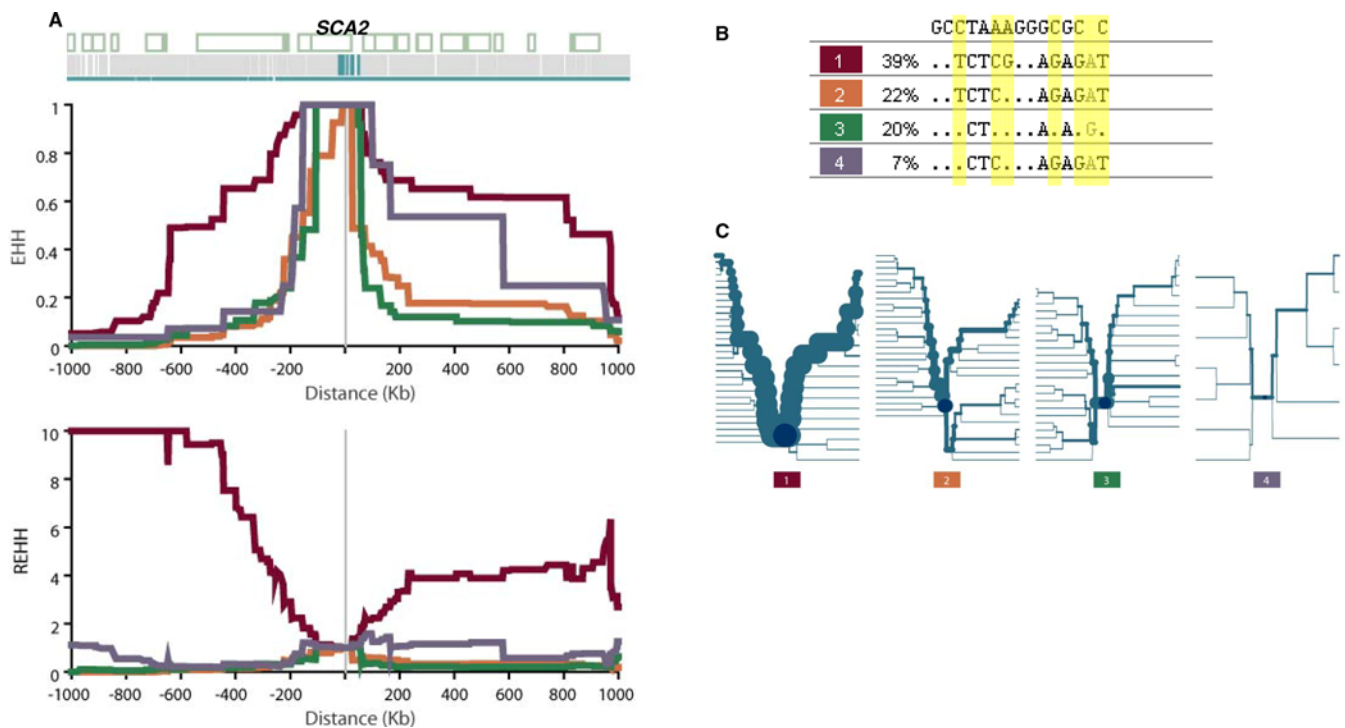 A
SCA2
EHH
1
0.8
0.6
0.4
0.2
0
-1000 -800 -600 -400 -200 0 200 400 600 800 1000
Distance (Kb)
REHH
10
8
6
4
2
0
-1000 -800 -600 -400 -200 0 200 400 600 800 1000
Distance (Kb)
B
GCCTAAAGGGCGC C
1 39% ..TCTCG..AGAGAT
2 22% ..TCTC...AGAGAT
3 20% ...CT....A.A.G.
4 7% ...CTC...AGAGAT
C
1 2 3 4